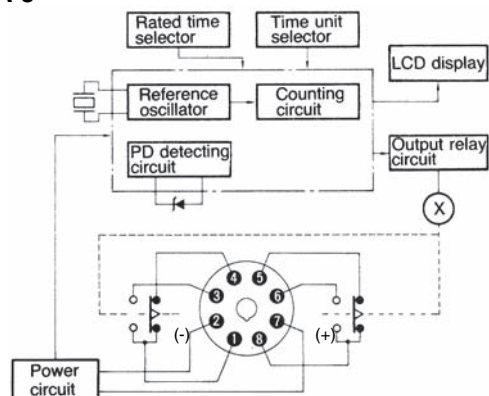 Rated time
selector
Time unit
selector
LCD display
Reference
oscillator
Counting
circuit
PD detecting
circuit
Output relay
circuit
X
4
5
3
6
2
7
1
8
(-)
(+)
Power
circuit